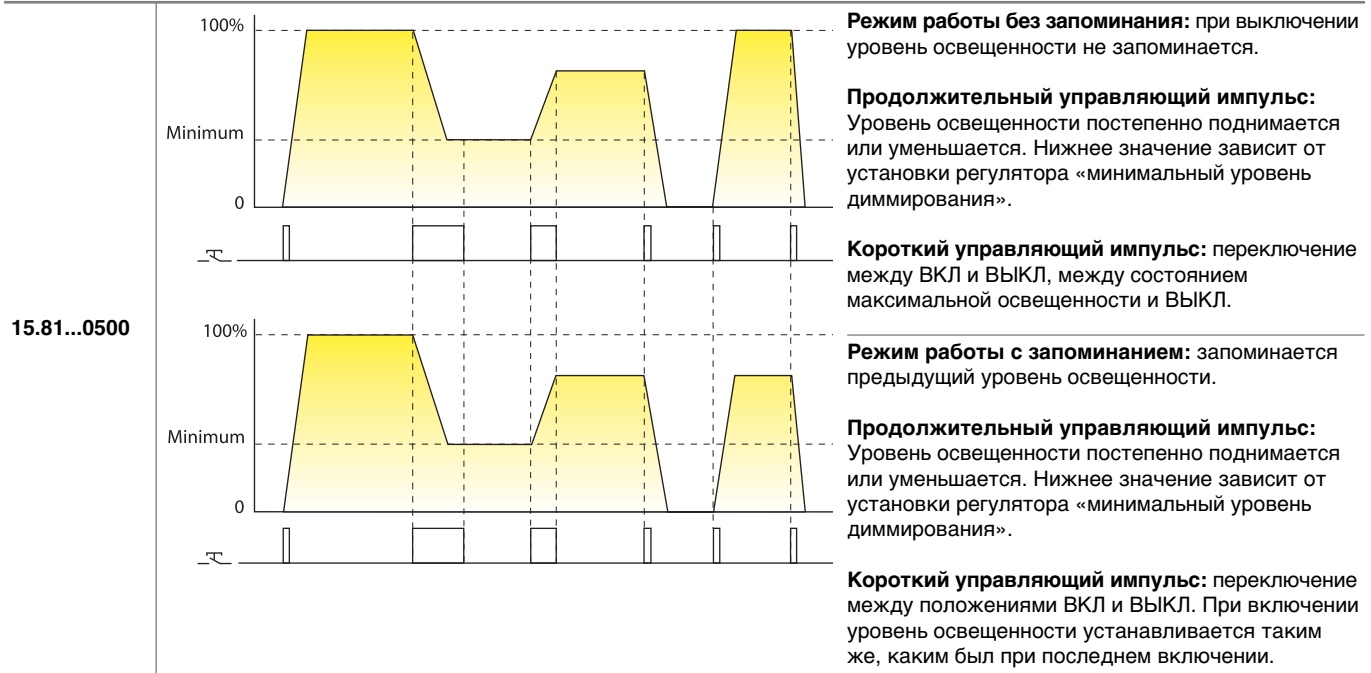 15.81...0500
100%
Minimum
0
100%
Minimum
0
Режим работы без запоминания: при выключении
уровень освещенности не запоминается.
Продолжительный управляющий импульс:
Уровень освещенности постепенно поднимается
или уменьшается. Нижнее значение зависит от
установки регулятора «минимальный уровень
диммирования».
Короткий управляющий импульс: переключение
между ВКЛ и ВЫКЛ, между состоянием
максимальной освещенности и ВЫКЛ.
Режим работы с запоминанием: запоминается
предыдущий уровень освещенности.
Продолжительный управляющий импульс:
Уровень освещенности постепенно поднимается
или уменьшается. Нижнее значение зависит от
установки регулятора «минимальный уровень
диммирования».
Короткий управляющий импульс: переключение
между положениями ВКЛ и ВЫКЛ. При включении
уровень освещенности устанавливается таким
же, каким был при последнем включении.